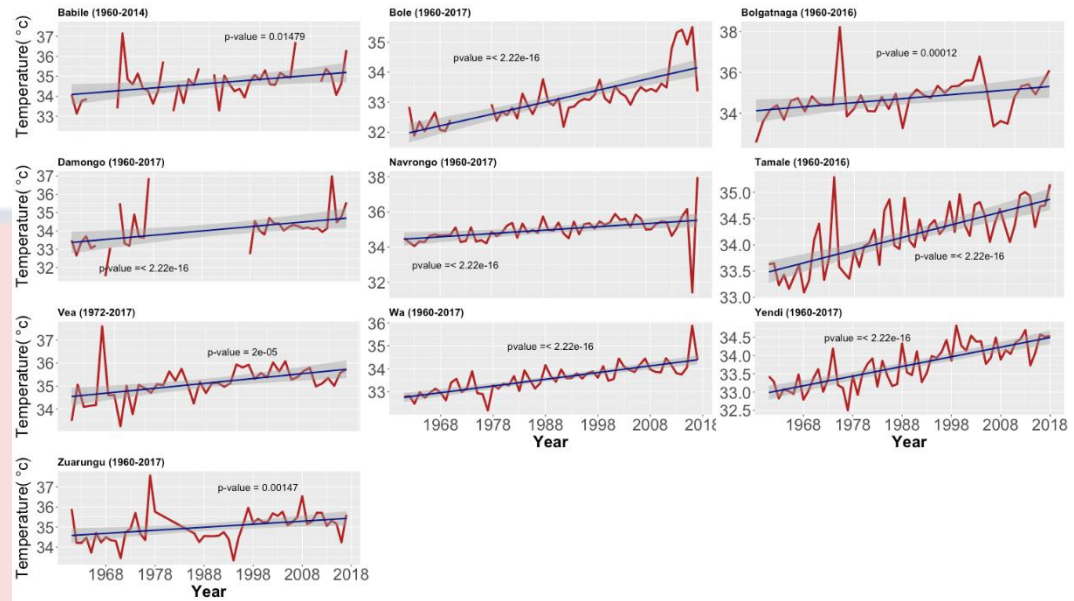 Babile (1960-2014)
Bole (1960-2017)
Bolgatnaga (1960-2016)
Temperature( °c)
37
36
35
34
33
p-value = 0.01479
35
34
33
32
pvalue =< 2.22e-16
38
36
34
p-value = 0.00012
Damongo (1960-2017)
Navrongo (1960-2017)
Tamale (1960-2016)
Temperature( °c)
37
36
35
34
33
32
p-value =< 2.22e-16
38
36
34
32
p-value =< 2.22e-16
35.0
34.5
34.0
33.5
33.0
p-value =< 2.22e-16
Vea (1972-2017)
Wa (1960-2017)
Yendi (1960-2017)
Temperature( °c)
37
36
35
34
p-value = 2e-05
36
35
34
33
pvalue =< 2.22e-16
34.5
34.0
33.5
33.0
32.5
pvalue =< 2.22e-16
1968 1978 1988 1998 2008 2018
Year
1968 1978 1988 1998 2008 2018
Year
Zuarungu (1960-2017)
Temperature( °c)
37
36
35
34
p-value = 0.00147
1968 1978 1988 1998 2008 2018
Year